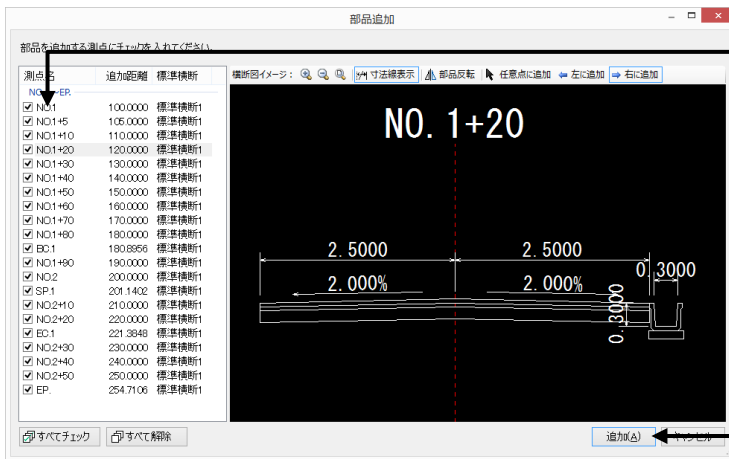 部品追加
部品を追加する測点にチェックを入れてください。
測点名 追加距離 標準横断
横断図イメージ： 寸法線表示 部品反転 任意点に追加 左に追加 右に追加
NO.1 100.0000 標準横断1
NO.1+5 105.0000 標準横断1
NO.1+10 110.0000 標準横断1
NO.1+20 120.0000 標準横断1
NO.1+30 130.0000 標準横断1
NO.1+40 140.0000 標準横断1
NO.1+50 150.0000 標準横断1
NO.1+60 160.0000 標準横断1
NO.1+70 170.0000 標準横断1
NO.1+80 180.0000 標準横断1
BC.1 180.8956 標準横断1
NO.1+90 190.0000 標準横断1
NO.2 200.0000 標準横断1
SP.1 201.1402 標準横断1
NO.2+10 210.0000 標準横断1
NO.2+20 220.0000 標準横断1
EC.1 221.3848 標準横断1
NO.2+30 230.0000 標準横断1
NO.2+40 240.0000 標準横断1
NO.2+50 250.0000 標準横断1
EP. 254.7106 標準横断1
NO. 1+20
2. 5000 2. 5000
0. 3000
2. 000% 2. 000%
0. 3000
すべてチェック すべて解除
追加(A) キャンセル